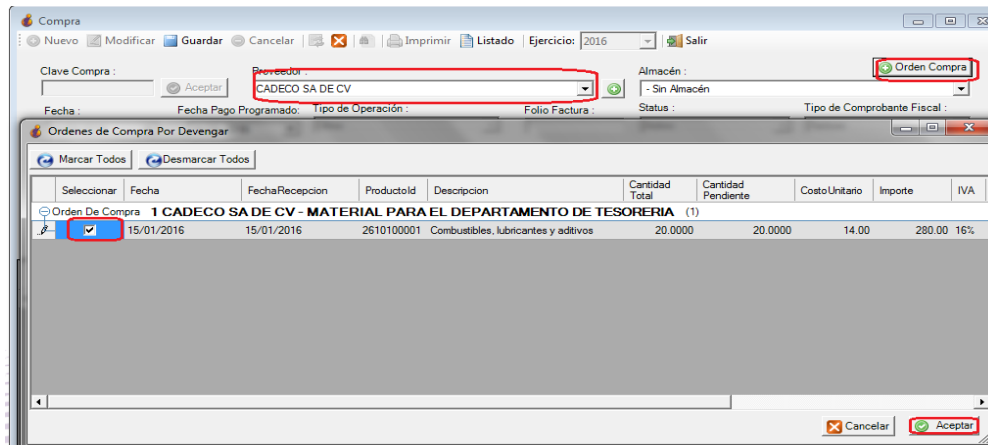 Compra
Nuevo Modificar Guardar Cancelar Imprimir Listado Ejercicio: 2016 Salir
Clave Compra : Proveedor : Almacén : Orden Compra
Aceptar CADECO SA DE CV - Sin Almacén
Fecha : Fecha Pago Programado: Tipo de Operación : Folio Factura : Status : Tipo de Comprobante Fiscal :
Ordenes de Compra Por Devengar
Marcar Todos Desmarcar Todos
Seleccionar Fecha FechaRecepcion ProductoId Descripcion Cantidad Total Cantidad Pendiente CostoUnitario Importe IVA
Orden De Compra 1 CADECO SA DE CV - MATERIAL PARA EL DEPARTAMENTO DE TESORERIA (1)
15/01/2016 15/01/2016 2610100001 Combustibles, lubricantes y aditivos 20.0000 20.0000 14.00 280.00 16%
Cancelar Aceptar